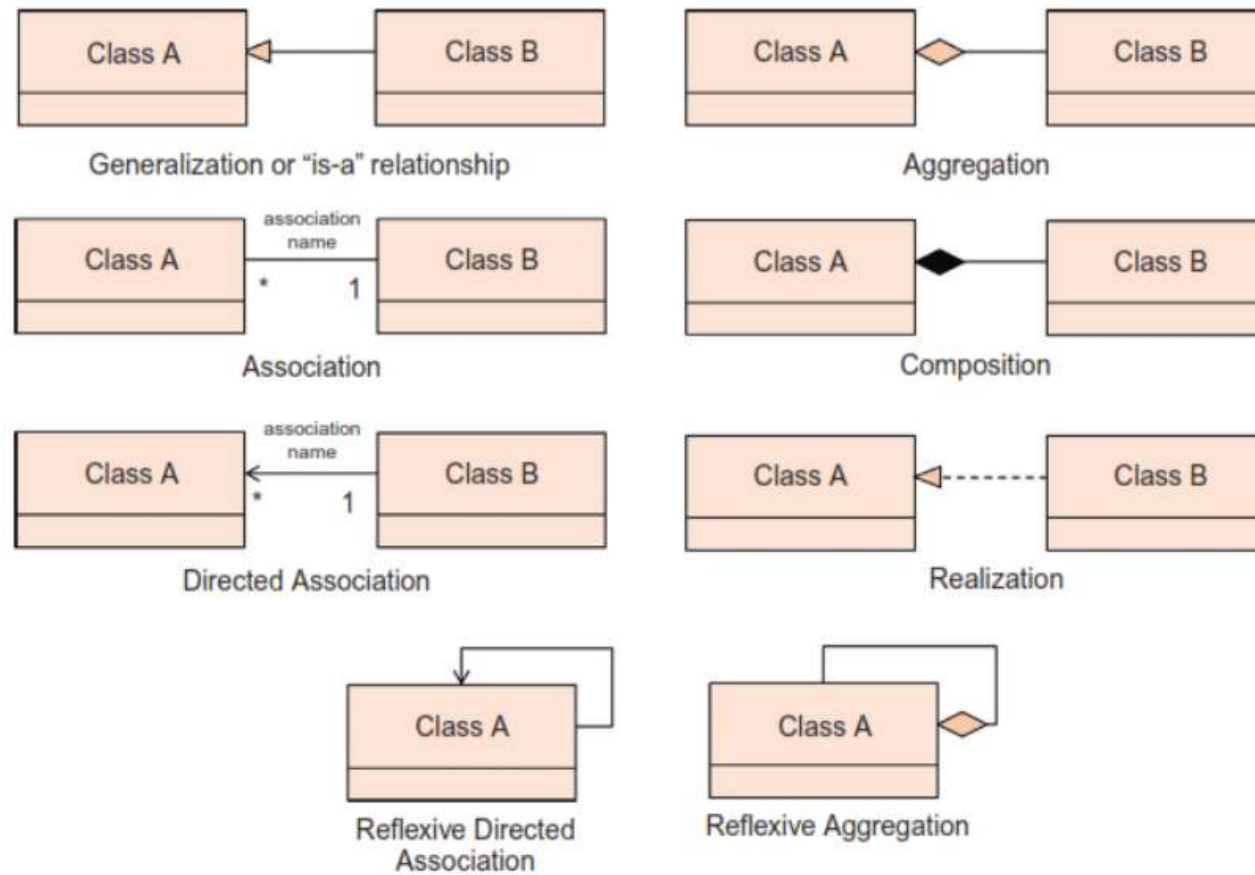 Class A
Class B
Class A
Class B
Generalization or “is-a” relationship
Aggregation
Class A
association
name
* 1
Class B
Class A
Class B
Association
Composition
Class A
association
name
* 1
Class B
Class A
Class B
Directed Association
Realization
Class A
Class A
Reflexive Directed
Association
Reflexive Aggregation